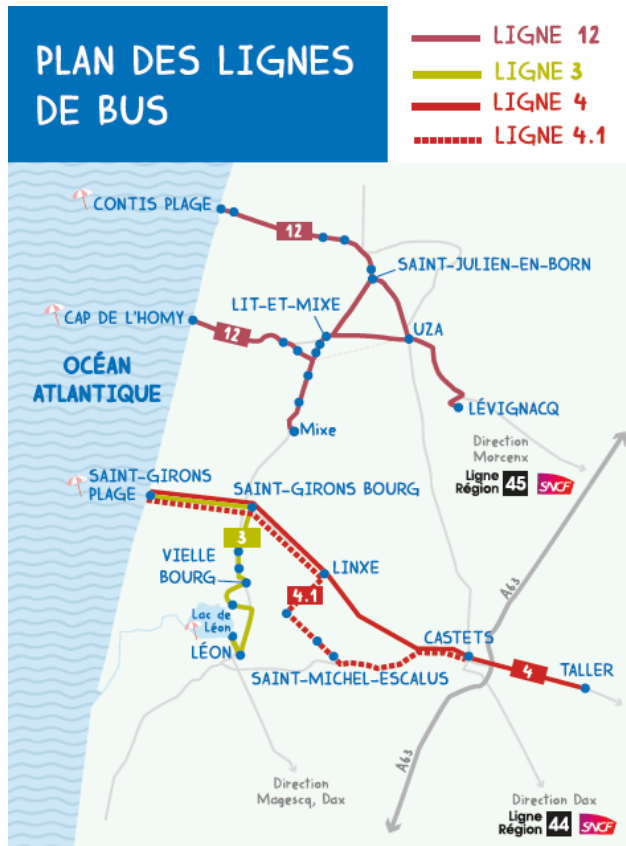 PLAN DES LIGNES
DE BUS
LIGNE 12
LIGNE 3
LIGNE 4
LIGNE 4.1
CONTIS PLAGE
12
SAINT-JULIEN-EN-BORN
LIT-ET-MIXE
CAP DE L'HOMY
12
UZA
OCÉAN
ATLANTIQUE
LÉVIGNACQ
Mixe
Direction
Morcenx
Ligne
Région 45 SNCF
SAINT-GIRONS
PLAGE
SAINT-GIRONS BOURG
3
VIELLE
BOURG
LINXE
4.1
A63
Lac de
Léon
LÉON
CASTETS
SAINT-MICHEL-ESCALUS
4
TALLER
A63
Direction
Magescq, Dax
Direction Dax
Ligne
Région 44 SNCF